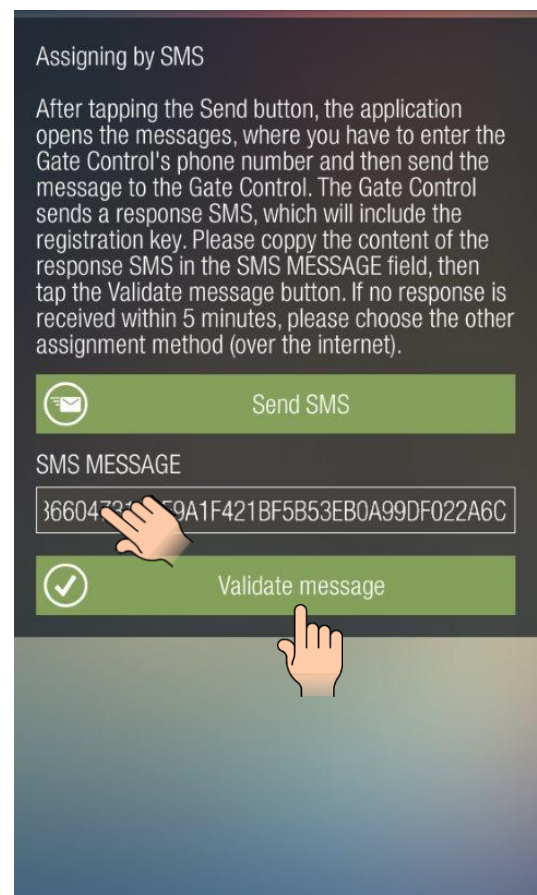 Assigning by SMS
After tapping the Send button, the application
opens the messages, where you have to enter the
Gate Control's phone number and then send the
message to the Gate Control. The Gate Control
sends a response SMS, which will include the
registration key. Please coppy the content of the
response SMS in the SMS MESSAGE field, then
tap the Validate message button. If no response is
received within 5 minutes, please choose the other
assignment method (over the internet).
Send SMS
SMS MESSAGE
Validate message